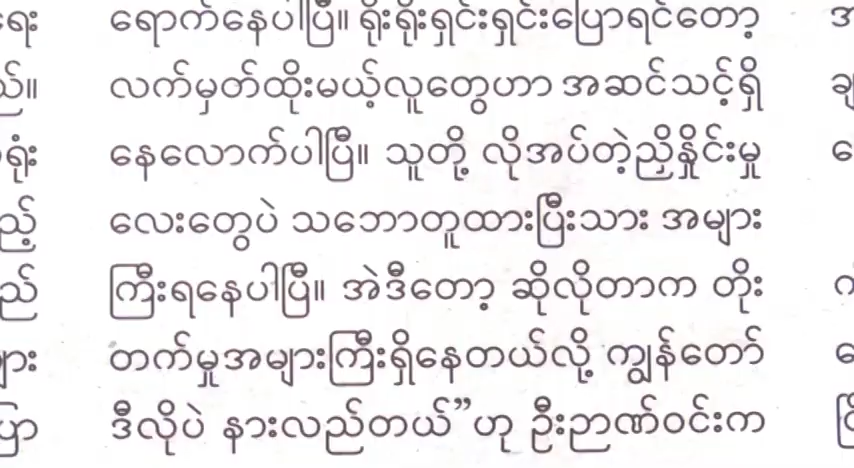 ရောက်နေပါပြီ။ ရိုးရိုးရှင်းရှင်းပြောရင်တော့
လက်မှတ်ထိုးမယ့်လူတွေဟာ အဆင်သင့်ရှိ
နေလောက်ပါပြီ။ သူတို့ လိုအပ်တဲ့ညှိနှိုင်းမှု
လေးတွေပဲ သဘောတူထားပြီးသား အများ
ကြီးရနေပါပြီ။ အဲဒီတော့ ဆိုလိုတာက တိုး
တက်မှုအများကြီးရှိနေတယ်လို့ ကျွန်တော်
ဒီလိုပဲ နားလည်တယ်”ဟု ဦးဉာဏ်ဝင်းက